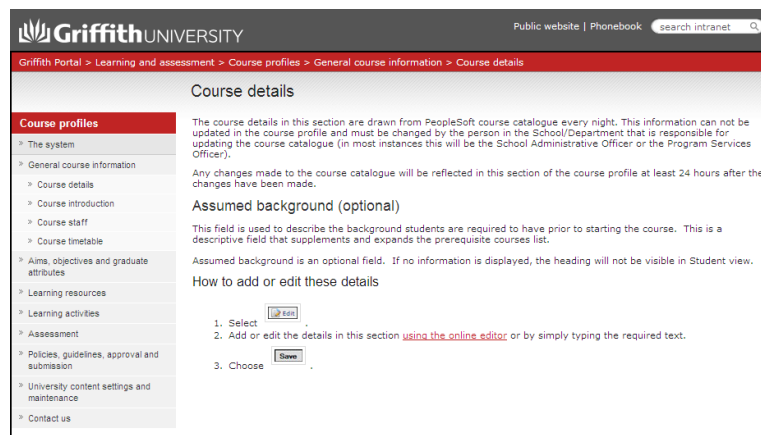 Griffith UNIVERSITY
Public website | Phonebook search intranet
Griffith Portal > Learning and assessment > Course profiles > General course information > Course details
Course details
Course profiles
» The system
» General course information
» Course details
» Course introduction
» Course staff
» Course timetable
» Aims, objectives and graduate
attributes
» Learning resources
» Learning activities
» Assessment
» Policies, guidelines, approval and
submission
» University content settings and
maintenance
» Contact us
The course details in this section are drawn from PeopleSoft course catalogue every night. This information can not be
updated in the course profile and must be changed by the person in the School/Department that is responsible for
updating the course catalogue (in most instances this will be the School Administrative Officer or the Program Services
Officer).
Any changes made to the course catalogue will be reflected in this section of the course profile at least 24 hours after the
changes have been made.
Assumed background (optional)
This field is used to describe the background students are required to have prior to starting the course. This is a
descriptive field that supplements and expands the prerequisite courses list.
Assumed background is an optional field. If no information is displayed, the heading will not be visible in Student view.
How to add or edit these details
1. Select Edit .
2. Add or edit the details in this section using the online editor or by simply typing the required text.
3. Choose Save .